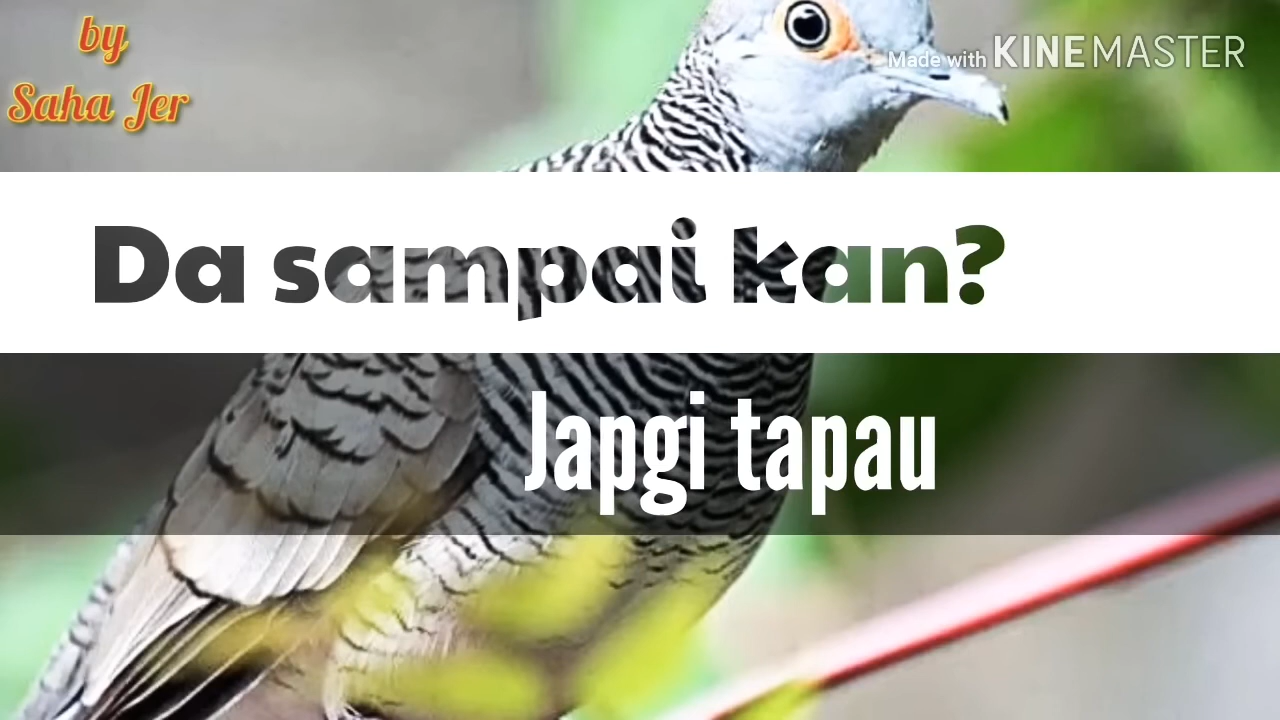 by
Saha Jer
Made with KINEMASTER
Da sampai kan?
Japgi tapau